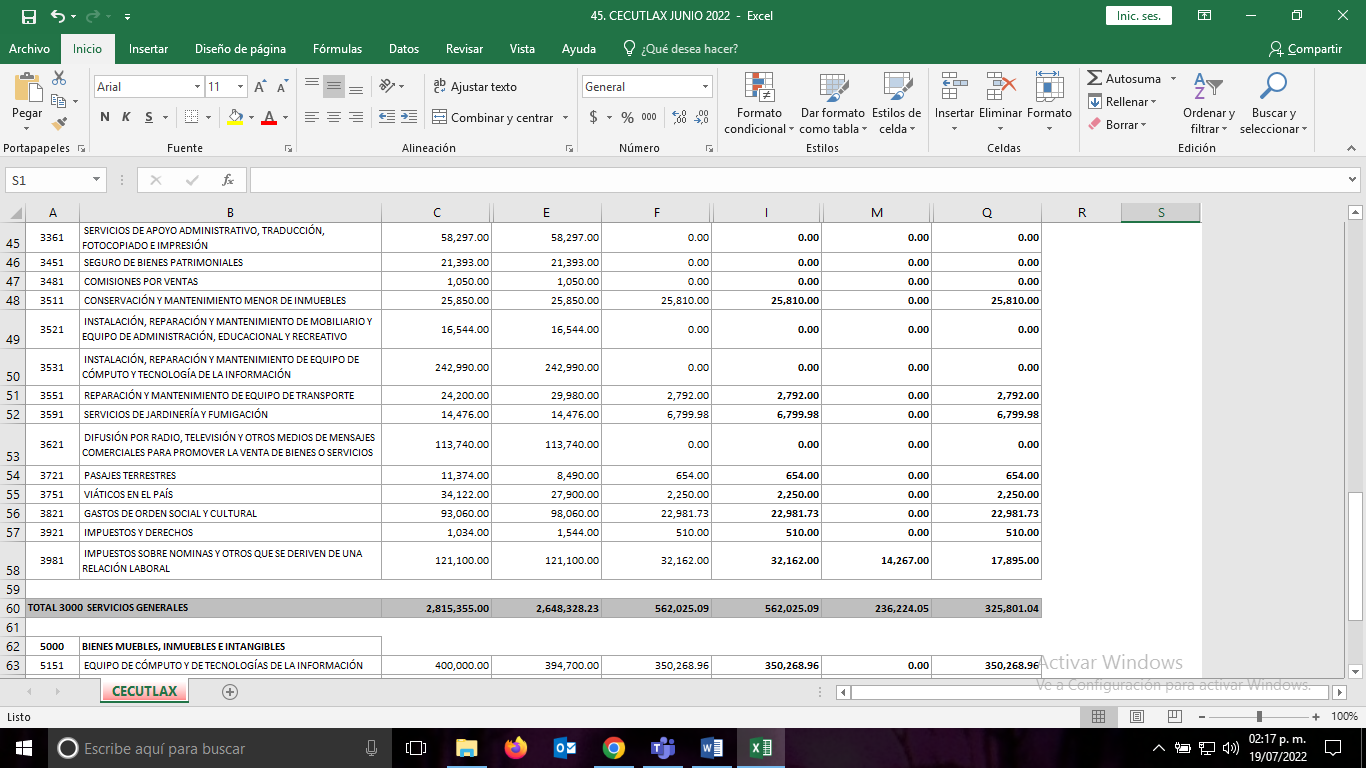 45. CECUTLAX JUNIO 2022 - Excel
Inic. ses.
Archivo Inicio Insertar Diseño de página Fórmulas Datos Revisar Vista Ayuda ¿Qué desea hacer? Compartir
Arial 11 Ajustar texto General Autosuma
Pegar Formato condicional Dar formato como tabla Estilos de celda Insertar Eliminar Formato Rellenar Ordenar y filtrar Buscar y seleccionar
N K S Combinar y centrar $ % 000 Borrar
Portapapeles Fuente Alineación Número Estilos Celdas Edición
S1 fx
A B C E F I M Q R S
45 3361 SERVICIOS DE APOYO ADMINISTRATIVO, TRADUCCIÓN, 58,297.00 58,297.00 0.00 0.00 0.00 0.00
FOTOCOPIADO E IMPRESIÓN
46 3451 SEGURO DE BIENES PATRIMONIALES 21,393.00 21,393.00 0.00 0.00 0.00 0.00
47 3481 COMISIONES POR VENTAS 1,050.00 1,050.00 0.00 0.00 0.00 0.00
48 3511 CONSERVACIÓN Y MANTENIMIENTO MENOR DE INMUEBLES 25,850.00 25,850.00 25,810.00 25,810.00 0.00 25,810.00
49 3521 INSTALACIÓN, REPARACIÓN Y MANTENIMIENTO DE MOBILIARIO Y 16,544.00 16,544.00 0.00 0.00 0.00 0.00
EQUIPO DE ADMINISTRACIÓN, EDUCACIONAL Y RECREATIVO
50 3531 INSTALACIÓN, REPARACIÓN Y MANTENIMIENTO DE EQUIPO DE 242,990.00 242,990.00 0.00 0.00 0.00 0.00
CÓMPUTO Y TECNOLOGÍA DE LA INFORMACIÓN
51 3551 REPARACIÓN Y MANTENIMIENTO DE EQUIPO DE TRANSPORTE 24,200.00 29,980.00 2,792.00 2,792.00 0.00 2,792.00
52 3591 SERVICIOS DE JARDINERÍA Y FUMIGACIÓN 14,476.00 14,476.00 6,799.98 6,799.98 0.00 6,799.98
53 3621 DIFUSIÓN POR RADIO, TELEVISIÓN Y OTROS MEDIOS DE MENSAJES 113,740.00 113,740.00 0.00 0.00 0.00 0.00
COMERCIALES PARA PROMOVER LA VENTA DE BIENES O SERVICIOS
54 3721 PASAJES TERRESTRES 11,374.00 8,490.00 654.00 654.00 0.00 654.00
55 3751 VIÁTICOS EN EL PAÍS 34,122.00 27,900.00 2,250.00 2,250.00 0.00 2,250.00
56 3821 GASTOS DE ORDEN SOCIAL Y CULTURAL 93,060.00 98,060.00 22,981.73 22,981.73 0.00 22,981.73
57 3921 IMPUESTOS Y DERECHOS 1,034.00 1,544.00 510.00 510.00 0.00 510.00
58 3981 IMPUESTOS SOBRE NOMINAS Y OTROS QUE SE DERIVEN DE UNA 121,100.00 121,100.00 32,162.00 32,162.00 14,267.00 17,895.00
RELACIÓN LABORAL
59
60 TOTAL 3000 SERVICIOS GENERALES 2,815,355.00 2,648,328.23 562,025.09 562,025.09 236,224.05 325,801.04
61
62 5000 BIENES MUEBLES, INMUEBLES E INTANGIBLES
63 5151 EQUIPO DE CÓMPUTO Y DE TECNOLOGÍAS DE LA INFORMACIÓN 400,000.00 394,700.00 350,268.96 350,268.96 0.00 350,268.96
Activar Windows
Ve a Configuración para activar Windows.
CECUTLAX
Listo 100%
Escribe aquí para buscar
02:17 p. m.
19/07/2022